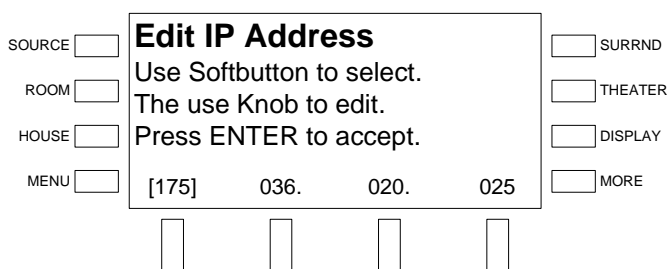 Edit IP Address
SOURCE
SURRND
Use Softbutton to select.
ROOM
THEATER
The use Knob to edit.
HOUSE
DISPLAY
Press ENTER to accept.
MENU
MORE
[175] 036. 020. 025